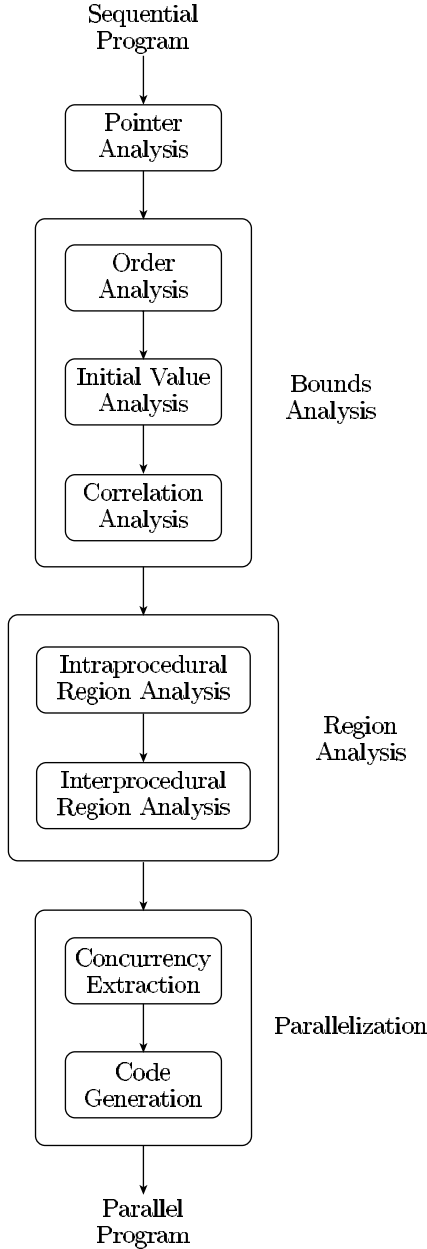 Sequential
Program
Pointer
Analysis
Order
Analysis
Initial Value
Analysis
Correlation
Analysis
Bounds
Analysis
Intraprocedural
Region Analysis
Interprocedural
Region Analysis
Region
Analysis
Concurrency
Extraction
Code
Generation
Parallelization
Parallel
Program